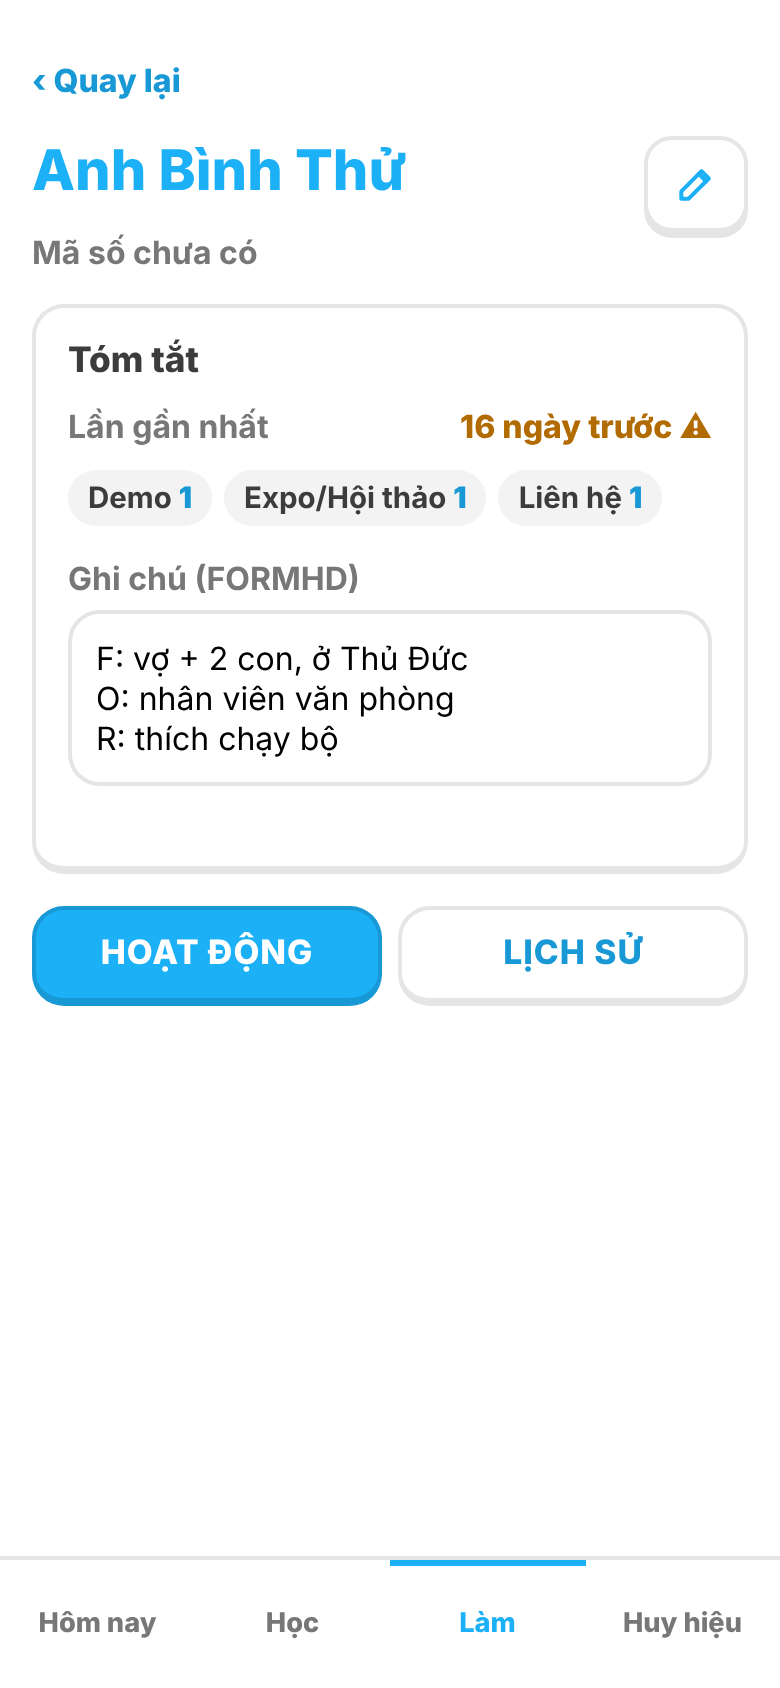 ‹ Quay lại
Anh Bình Thử
Mã số chưa có
Tóm tắt
Lần gần nhất 16 ngày trước ⚠
Demo 1 Expo/Hội thảo 1 Liên hệ 1
Ghi chú (FORMHD)
F: vợ + 2 con, ở Thủ Đức
O: nhân viên văn phòng
R: thích chạy bộ
HOẠT ĐỘNG LỊCH SỬ
Hôm nay Học Làm Huy hiệu